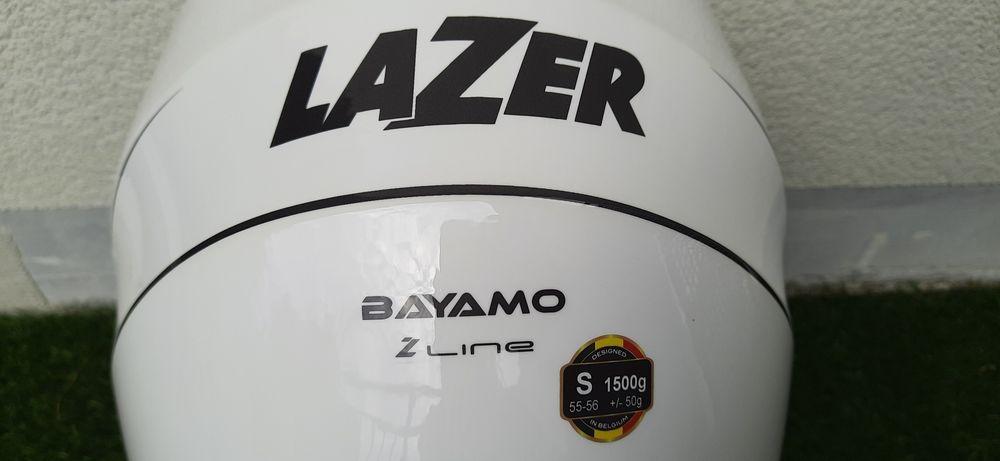 LAZER
BAYAMO
Z LINE
DESIGNED
S 1500g
55-56 +/- 50g
IN BELGIUM